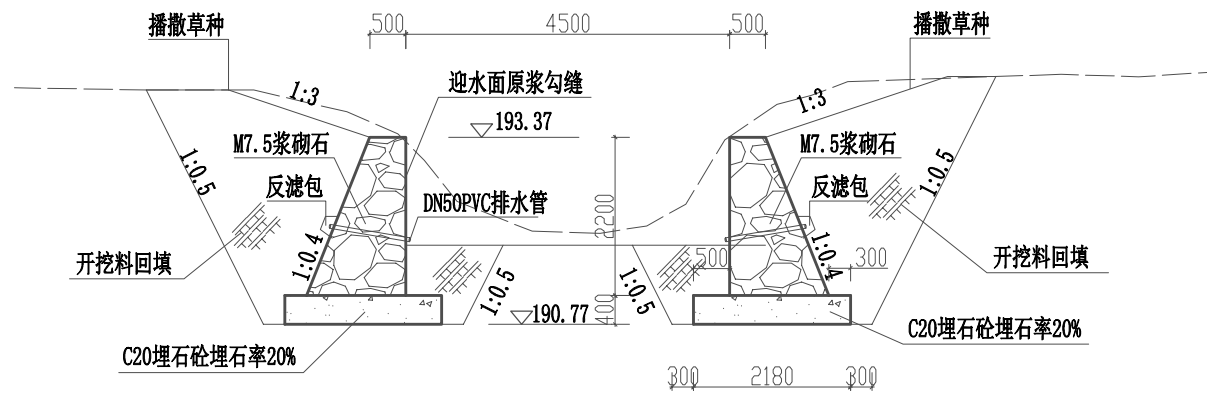 播撒草种
500
4500
500
播撒草种
1:3
迎水面原浆勾缝
1:3
193.37
M7.5浆砌石
M7.5浆砌石
1:0.5
1:0.5
反滤包
反滤包
DN50PVC排水管
2200
1:0.4
1:0.4
开挖料回填
500
300
开挖料回填
1:0.5
1:0.5
190.77
400
C20埋石砼埋石率20%
C20埋石砼埋石率20%
300
2180
300